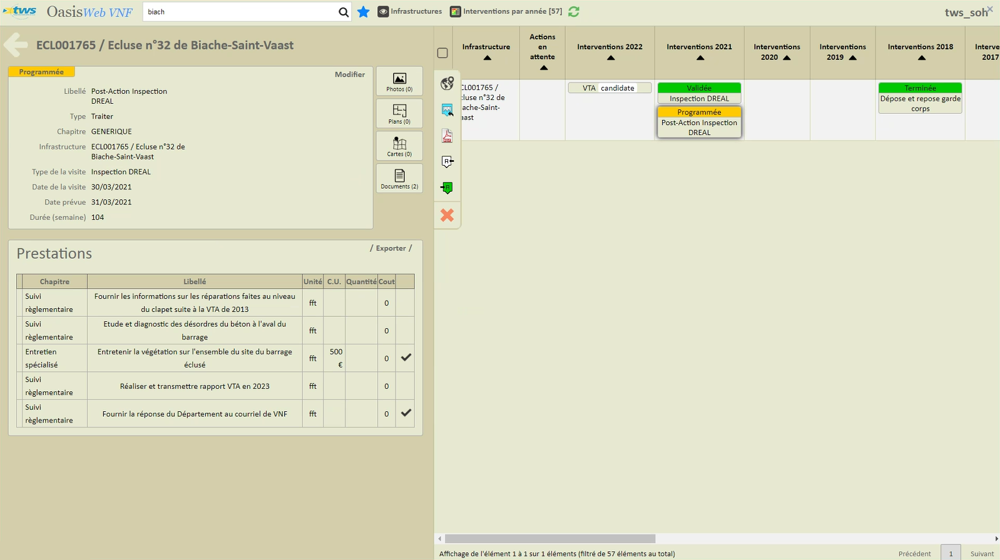 tws OasisWeb VNF biach Infrastructures Interventions par année [57] tws_soh
ECL001765 / Ecluse n°32 de Biache-Saint-Vaast
Programmée
Modifier
Libellé Post-Action Inspection
DREAL
Type Traiter
Chapitre GENERIQUE
Infrastructure ECL001765 / Ecluse n°32 de
Biache-Saint-Vaast
Type de la visite Inspection DREAL
Date de la visite 30/03/2021
Date prévue 31/03/2021
Durée (semaine) 104
Photos (0)
Plans (0)
Cartes (0)
Documents (2)
Prestations
/ Exporter /
Chapitre Libellé Unité C.U. Quantité Cout
Suivi
règlementaire
Fournir les informations sur les réparations faites au niveau
du clapet suite à la VTA de 2013
fft 0
Suivi
règlementaire
Etude et diagnostic des désordres du béton à l'aval du
barrage
fft 0
Entretien
spécialisé
Entretenir la végétation sur l'ensemble du site du barrage
éclusé
fft
500
€
0
Suivi
règlementaire
Réaliser et transmettre rapport VTA en 2023
fft 0
Suivi
règlementaire
Fournir la réponse du Département au courriel de VNF
fft 0
Infrastructure
Actions
en
attente
Interventions 2022
Interventions 2021
Interventions
2020
Interventions
2019
Interventions 2018
Interve
2017
CL001765 /
cluse n°32 de
ache-Saint-
aast
VTA candidate
Validée
Inspection DREAL
Programmée
Post-Action Inspection
DREAL
Terminée
Dépose et repose garde
corps
Affichage de l'élément 1 à 1 sur 1 éléments (filtré de 57 éléments au total)
Précédent 1 Suivant